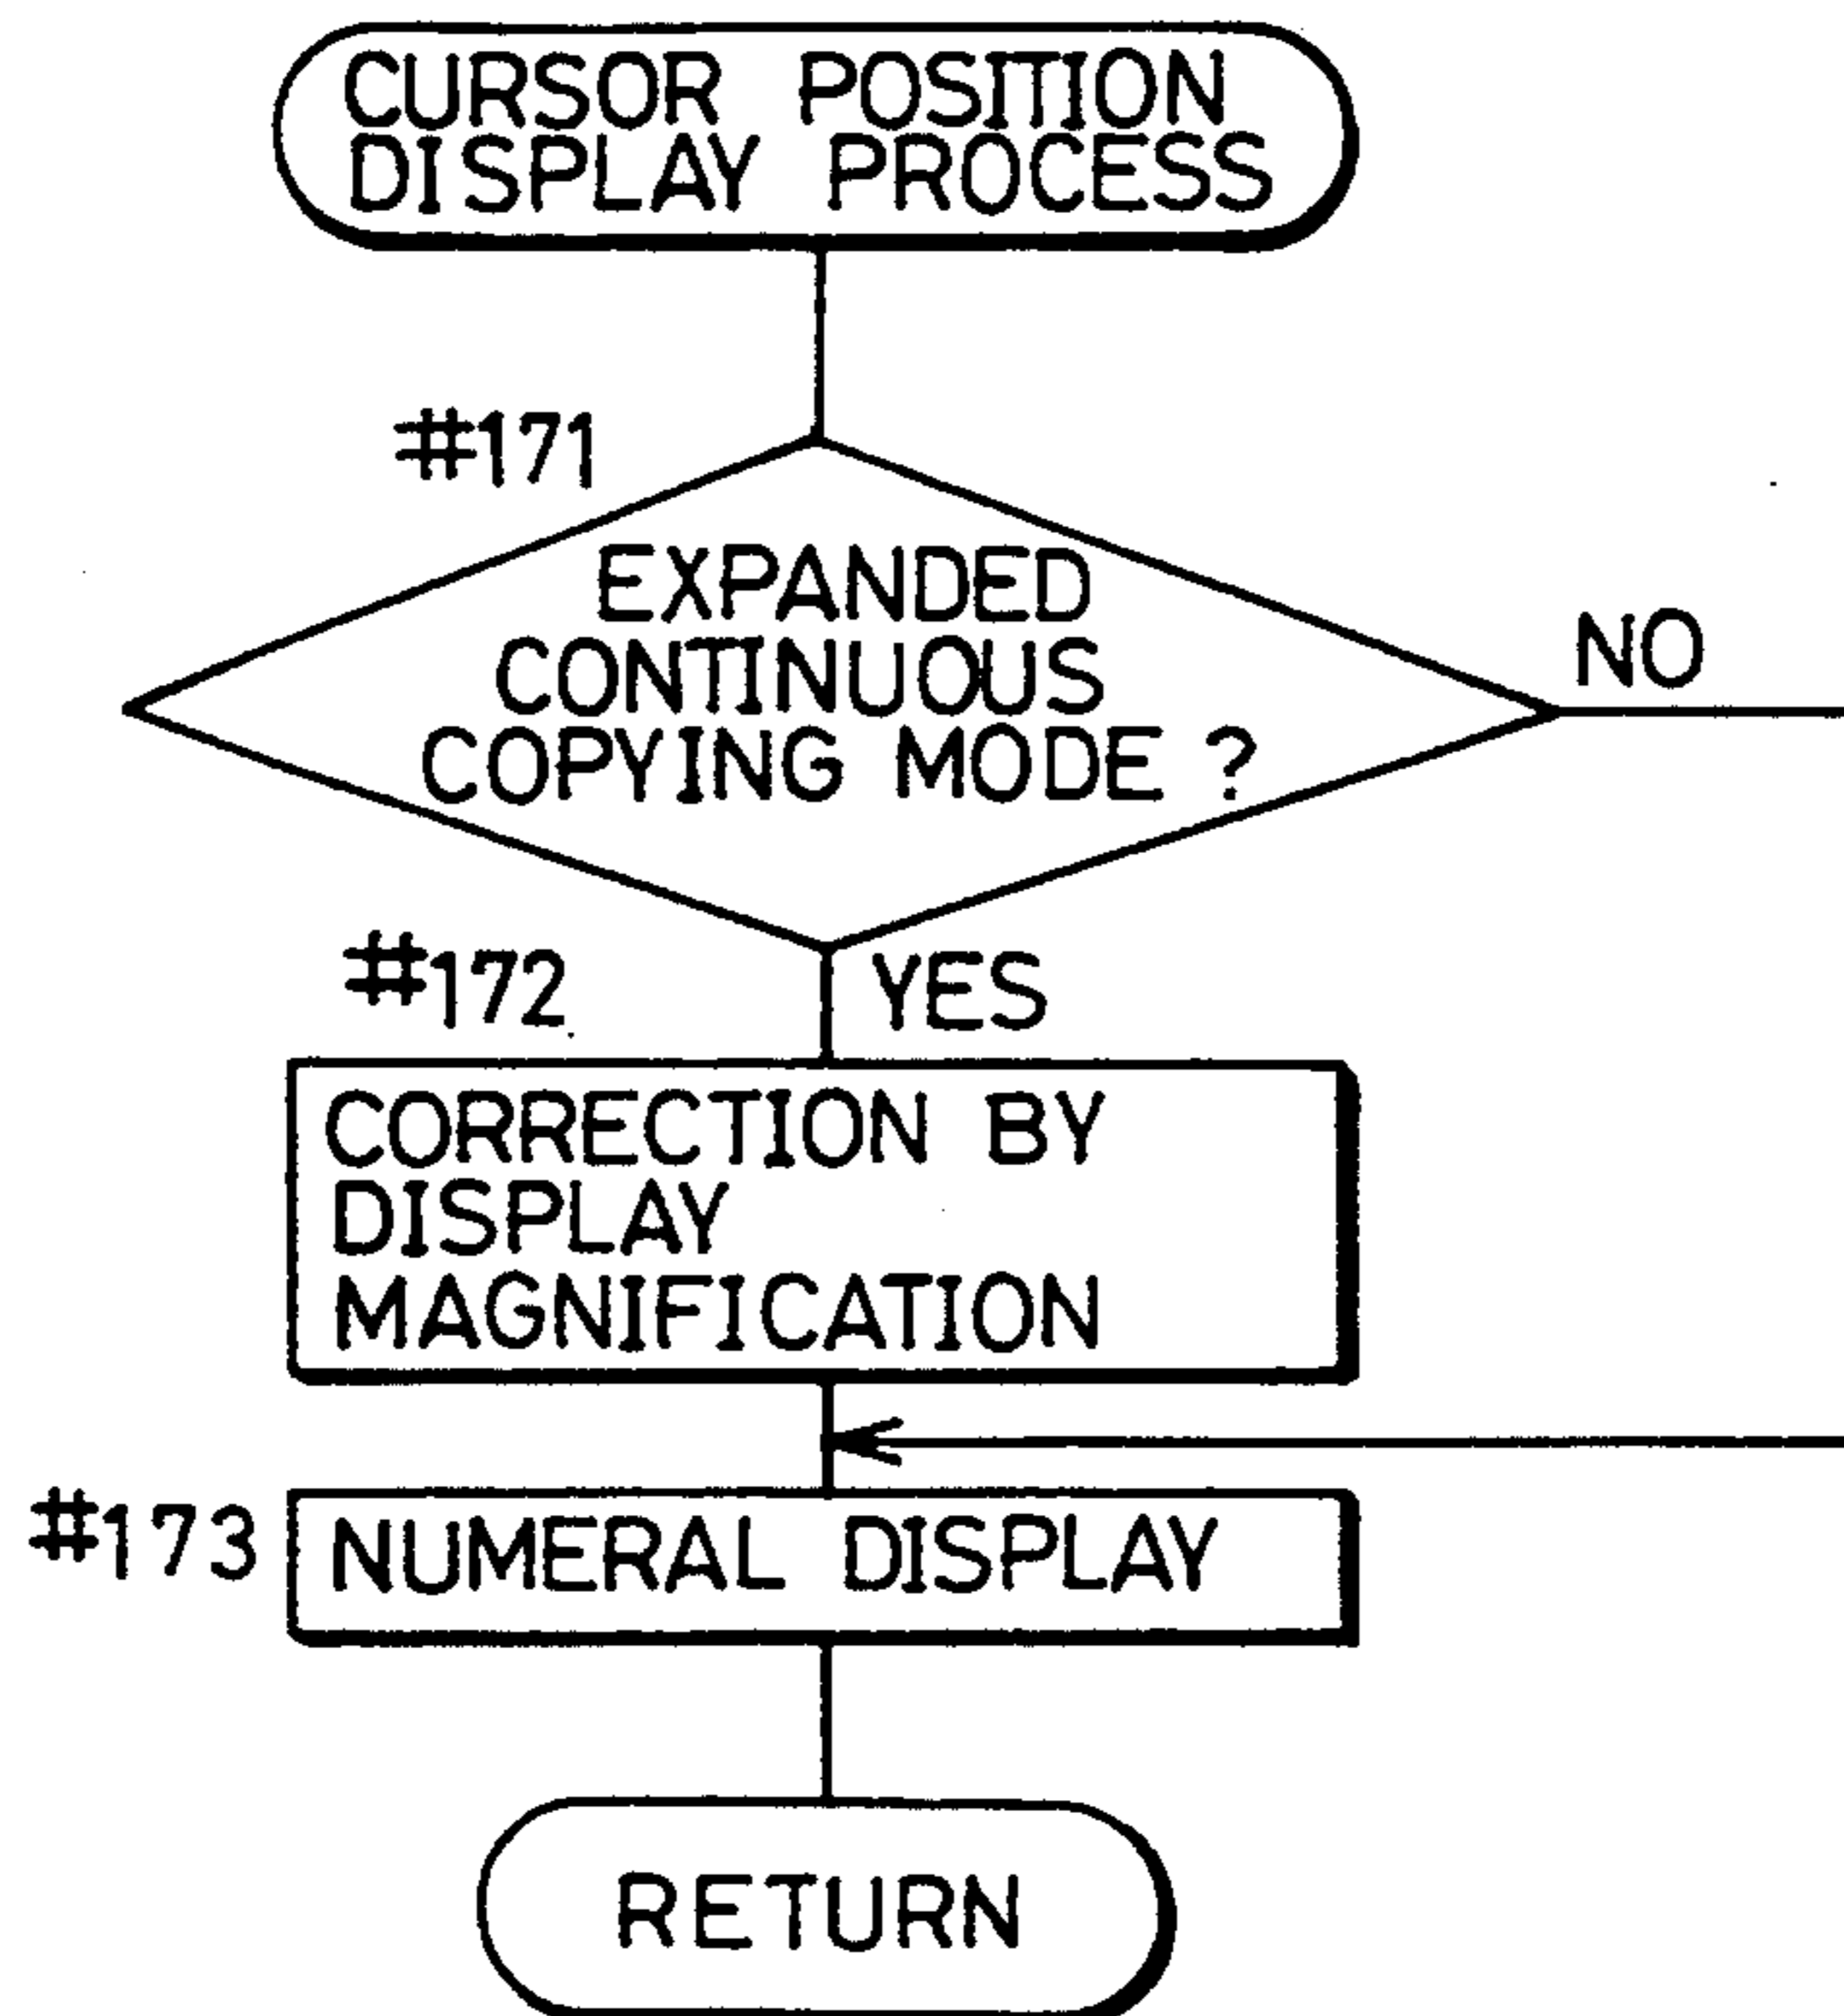 CURSOR POSITION
DISPLAY PROCESS
#171
EXPANDED
CONTINUOUS
COPYING MODE ?
NO
#172
YES
CORRECTION BY
DISPLAY
MAGNIFICATION
#173
NUMERAL DISPLAY
RETURN